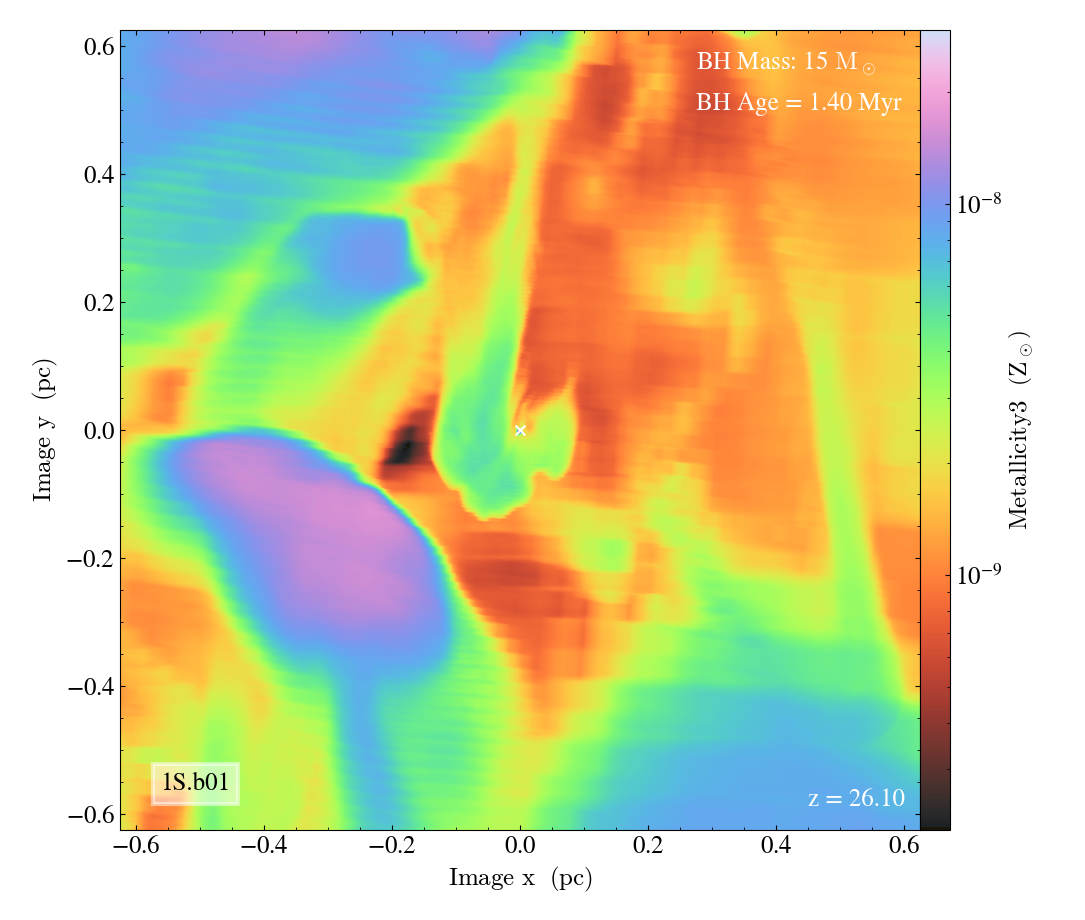 BH Mass: 15 M⊙
BH Age = 1.40 Myr
1S.b01
z = 26.10
0.6
0.4
0.2
0.0
−0.2
−0.4
−0.6
Image y (pc)
−0.6 −0.4 −0.2 0.0 0.2 0.4 0.6
Image x (pc)
10⁻⁸
10⁻⁹
Metallicity3 (Z⊙)